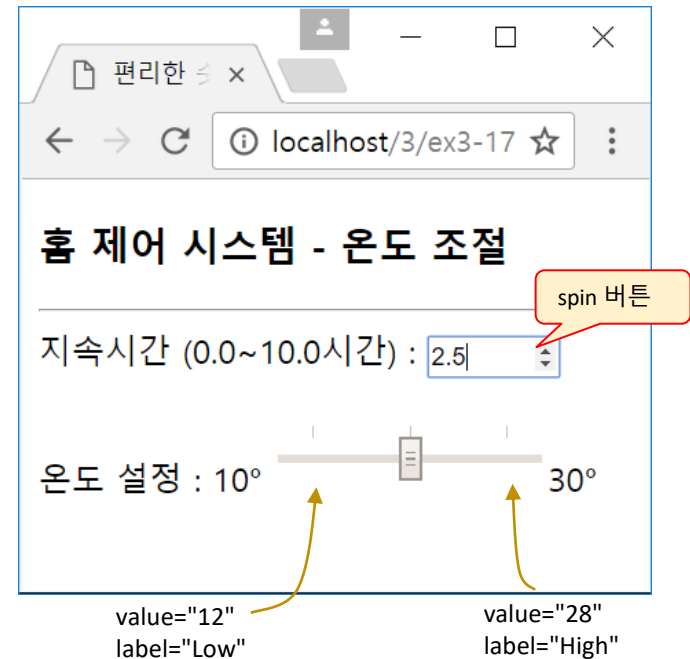 편리한
localhost/3/ex3-17
홈 제어 시스템 - 온도 조절
spin 버튼
지속시간 (0.0~10.0시간) : 2.5
온도 설정 : 10° 30°
value="12"
label="Low"
value="28"
label="High"